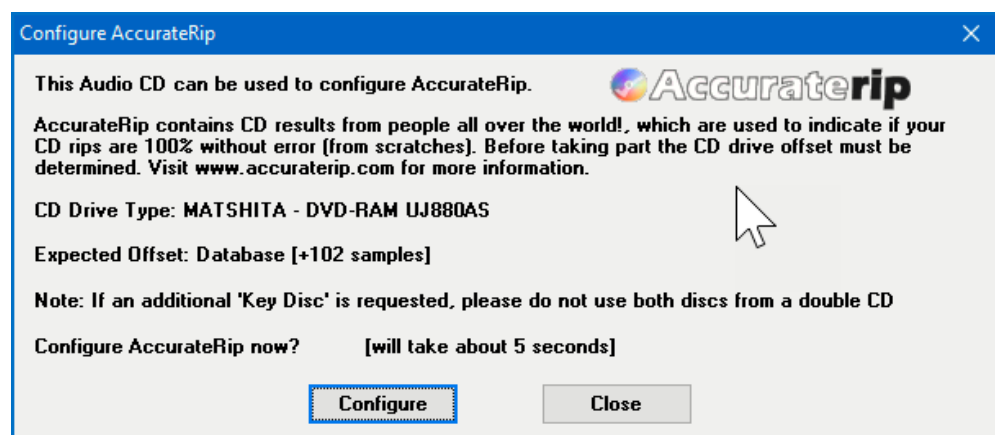 Configure AccurateRip
This Audio CD can be used to configure AccurateRip.
Accuraterip
AccurateRip contains CD results from people all over the world!, which are used to indicate if your
CD rips are 100% without error (from scratches). Before taking part the CD drive offset must be
determined. Visit www.accuraterip.com for more information.
CD Drive Type: MATSHITA - DVD-RAM UJ880AS
Expected Offset: Database [+102 samples]
Note: If an additional 'Key Disc' is requested, please do not use both discs from a double CD
Configure AccurateRip now? [will take about 5 seconds]
Configure Close